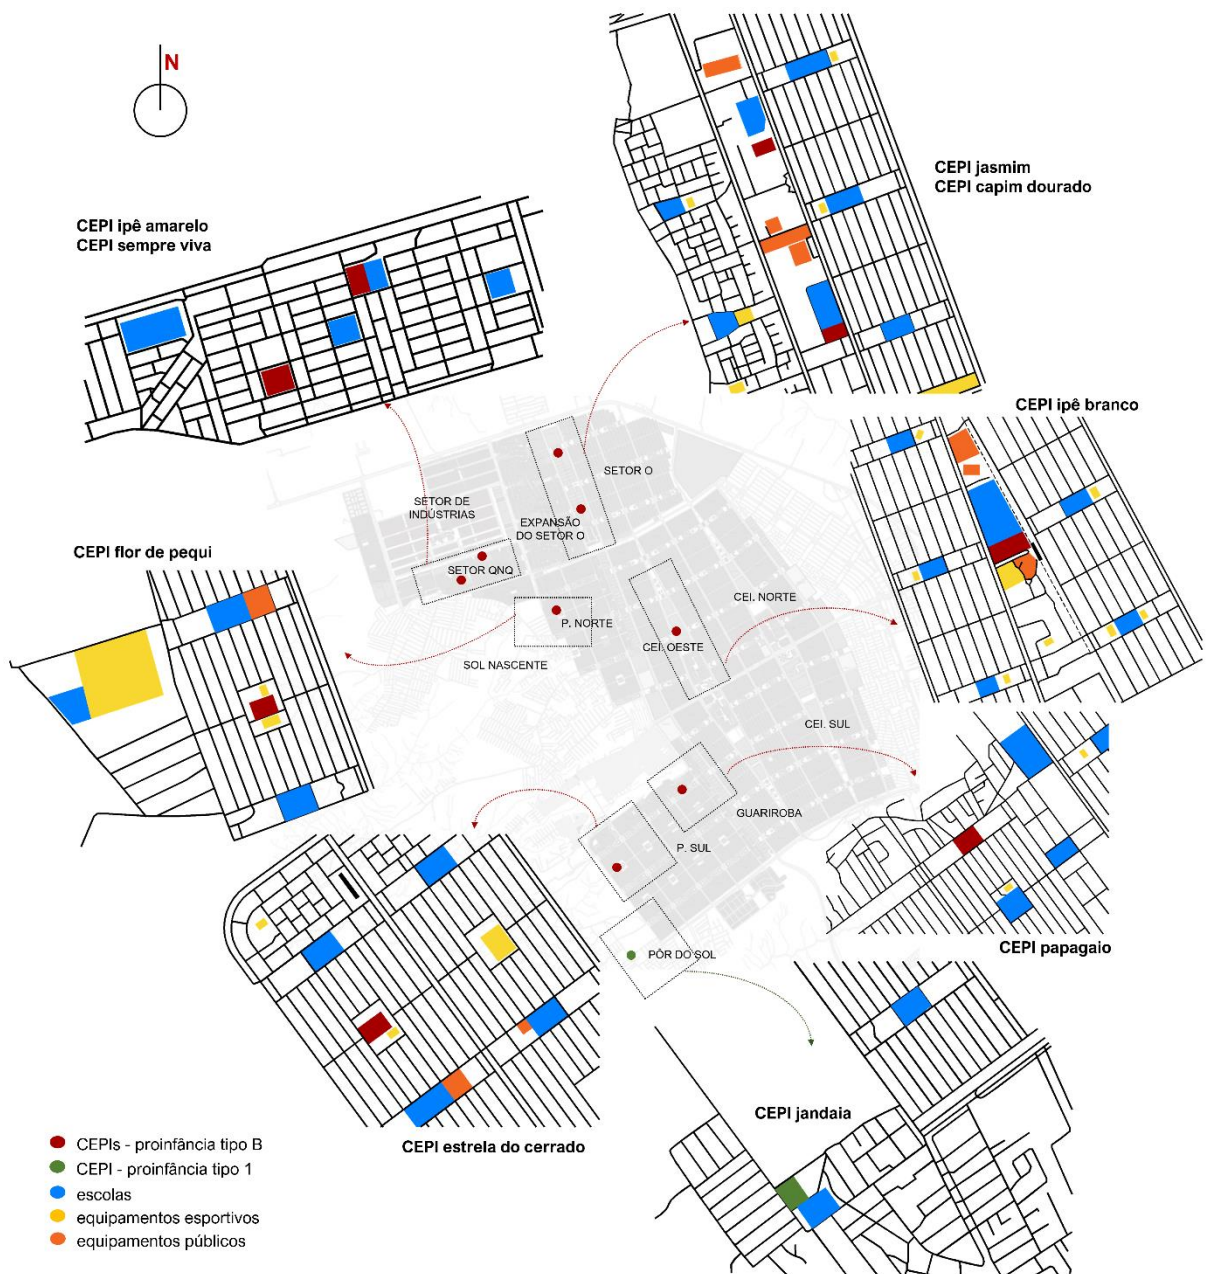 N
CEPI jasmim
CEPI capim dourado
CEPI ipê amarelo
CEPI sempre viva
CEPI ipê branco
SETOR O
SETOR DE
INDÚSTRIAS
EXPANSÃO
DO SETOR O
CEPI flor de pequi
SETOR QNQ
CEI. NORTE
P. NORTE
CEI. OESTE
SOL NASCENTE
CEI. SUL
GUARIROBA
P. SUL
CEPI papagaio
PÔR DO SOL
CEPI jandaia
CEPI estrela do cerrado
CEPIs - proinfância tipo B
CEPI - proinfância tipo 1
escolas
equipamentos esportivos
equipamentos públicos